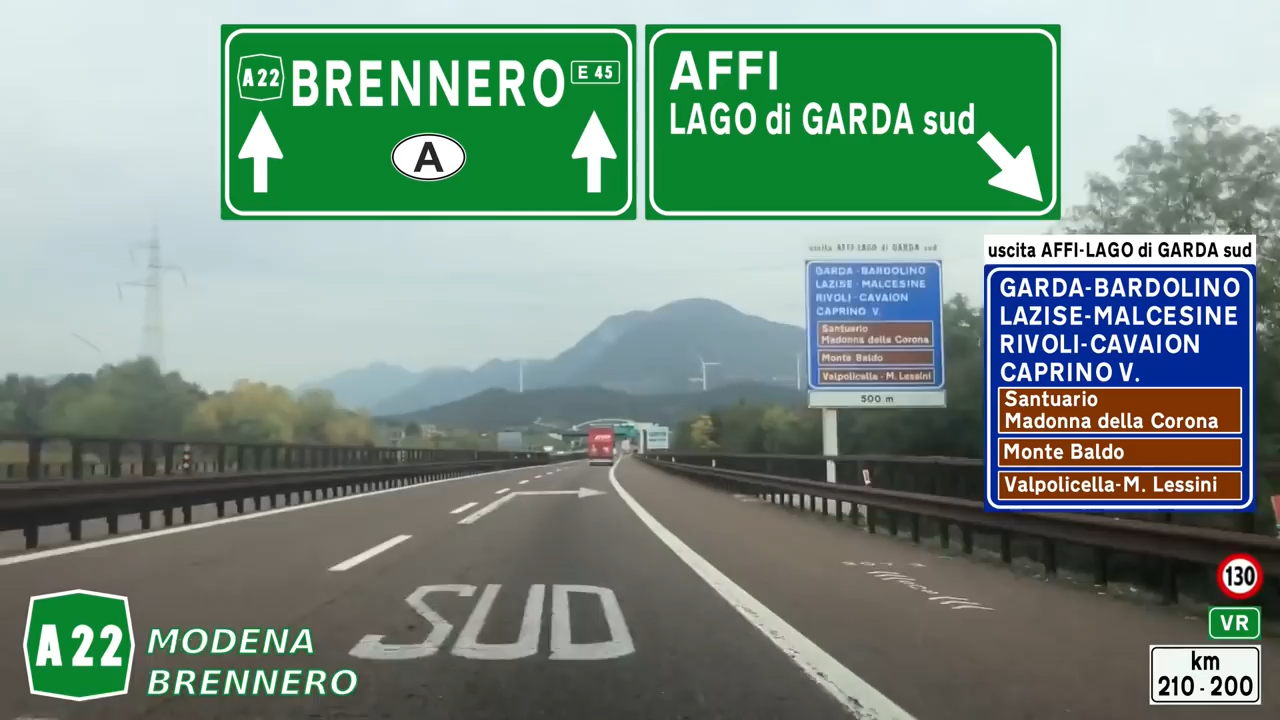 A22 BRENNERO E 45
A
AFFI
LAGO di GARDA sud
uscita AFFI-LAGO di GARDA sud
GARDA - BARDOLINO
LAZISE - MALCESINE
RIVOLI - CAVAION
CAPRINO V.
Santuario
Madonna della Corona
Monte Baldo
Valpolicella - M. Lessini
500 m
uscita AFFI-LAGO di GARDA sud
GARDA-BARDOLINO
LAZISE-MALCESINE
RIVOLI-CAVAION
CAPRINO V.
Santuario
Madonna della Corona
Monte Baldo
Valpolicella-M. Lessini
SUD
130
VR
km
210 - 200
A 22
MODENA
BRENNERO